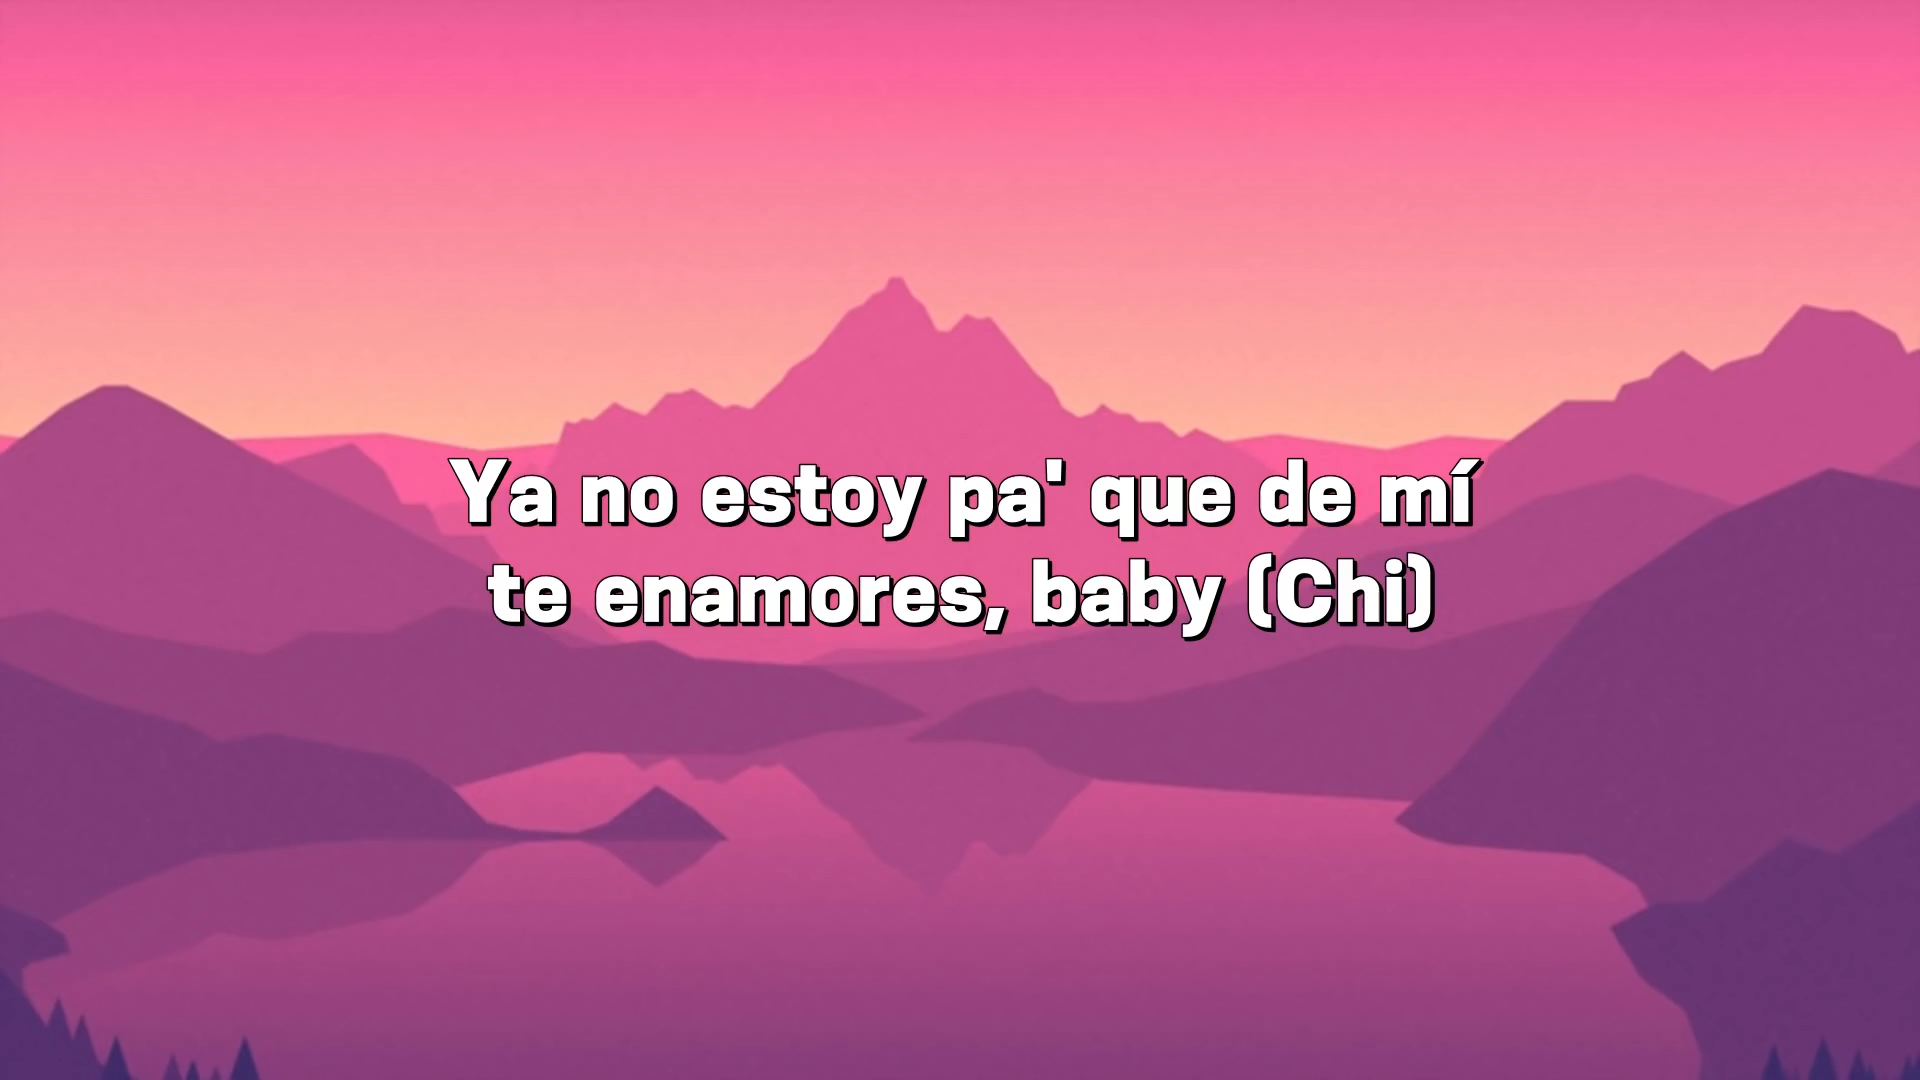 Ya no estoy pa' que de mí
te enamores, baby (Chi)